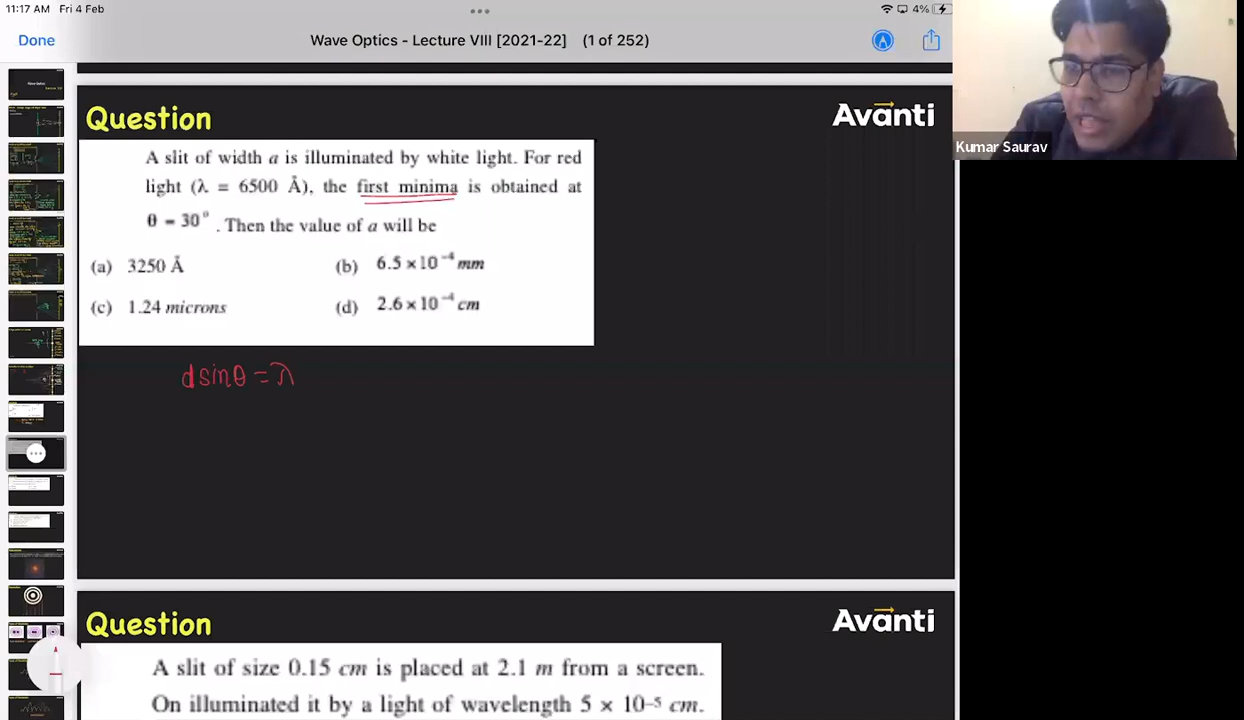 11:17 AM Fri 4 Feb
4%
Done
Wave Optics - Lecture VIII [2021-22] (1 of 252)
Question
Avanti
A slit of width a is illuminated by white light. For red
light (λ = 6500 Å), the first minima is obtained at
θ = 30°. Then the value of a will be
(a) 3250 Å
(b) 6.5 × 10⁻⁴ mm
(c) 1.24 microns
(d) 2.6 × 10⁻⁴ cm
d sinθ = λ
Kumar Saurav
Question
Avanti
A slit of size 0.15 cm is placed at 2.1 m from a screen.
On illuminated it by a light of wavelength 5 × 10⁻⁵ cm.